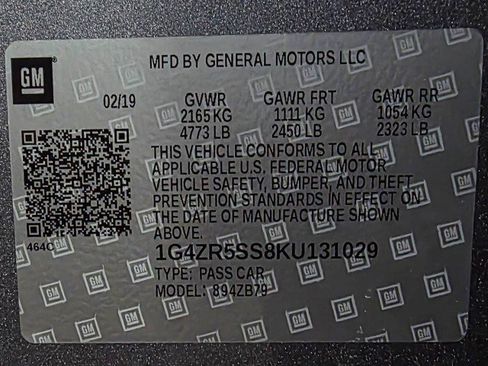 GM
MFD BY GENERAL MOTORS LLC
02/19 GVWR GAWR FRT GAWR RR
2165 KG 1111 KG 1054 KG
4773 LB 2450 LB 2323 LB
THIS VEHICLE CONFORMS TO ALL
APPLICABLE U.S. FEDERAL MOTOR
VEHICLE SAFETY, BUMPER, AND THEFT
PREVENTION STANDARDS IN EFFECT ON
THE DATE OF MANUFACTURE SHOWN
ABOVE.
464C
1G4ZR5SS8KU131029
TYPE: PASS CAR
MODEL: 894ZB79